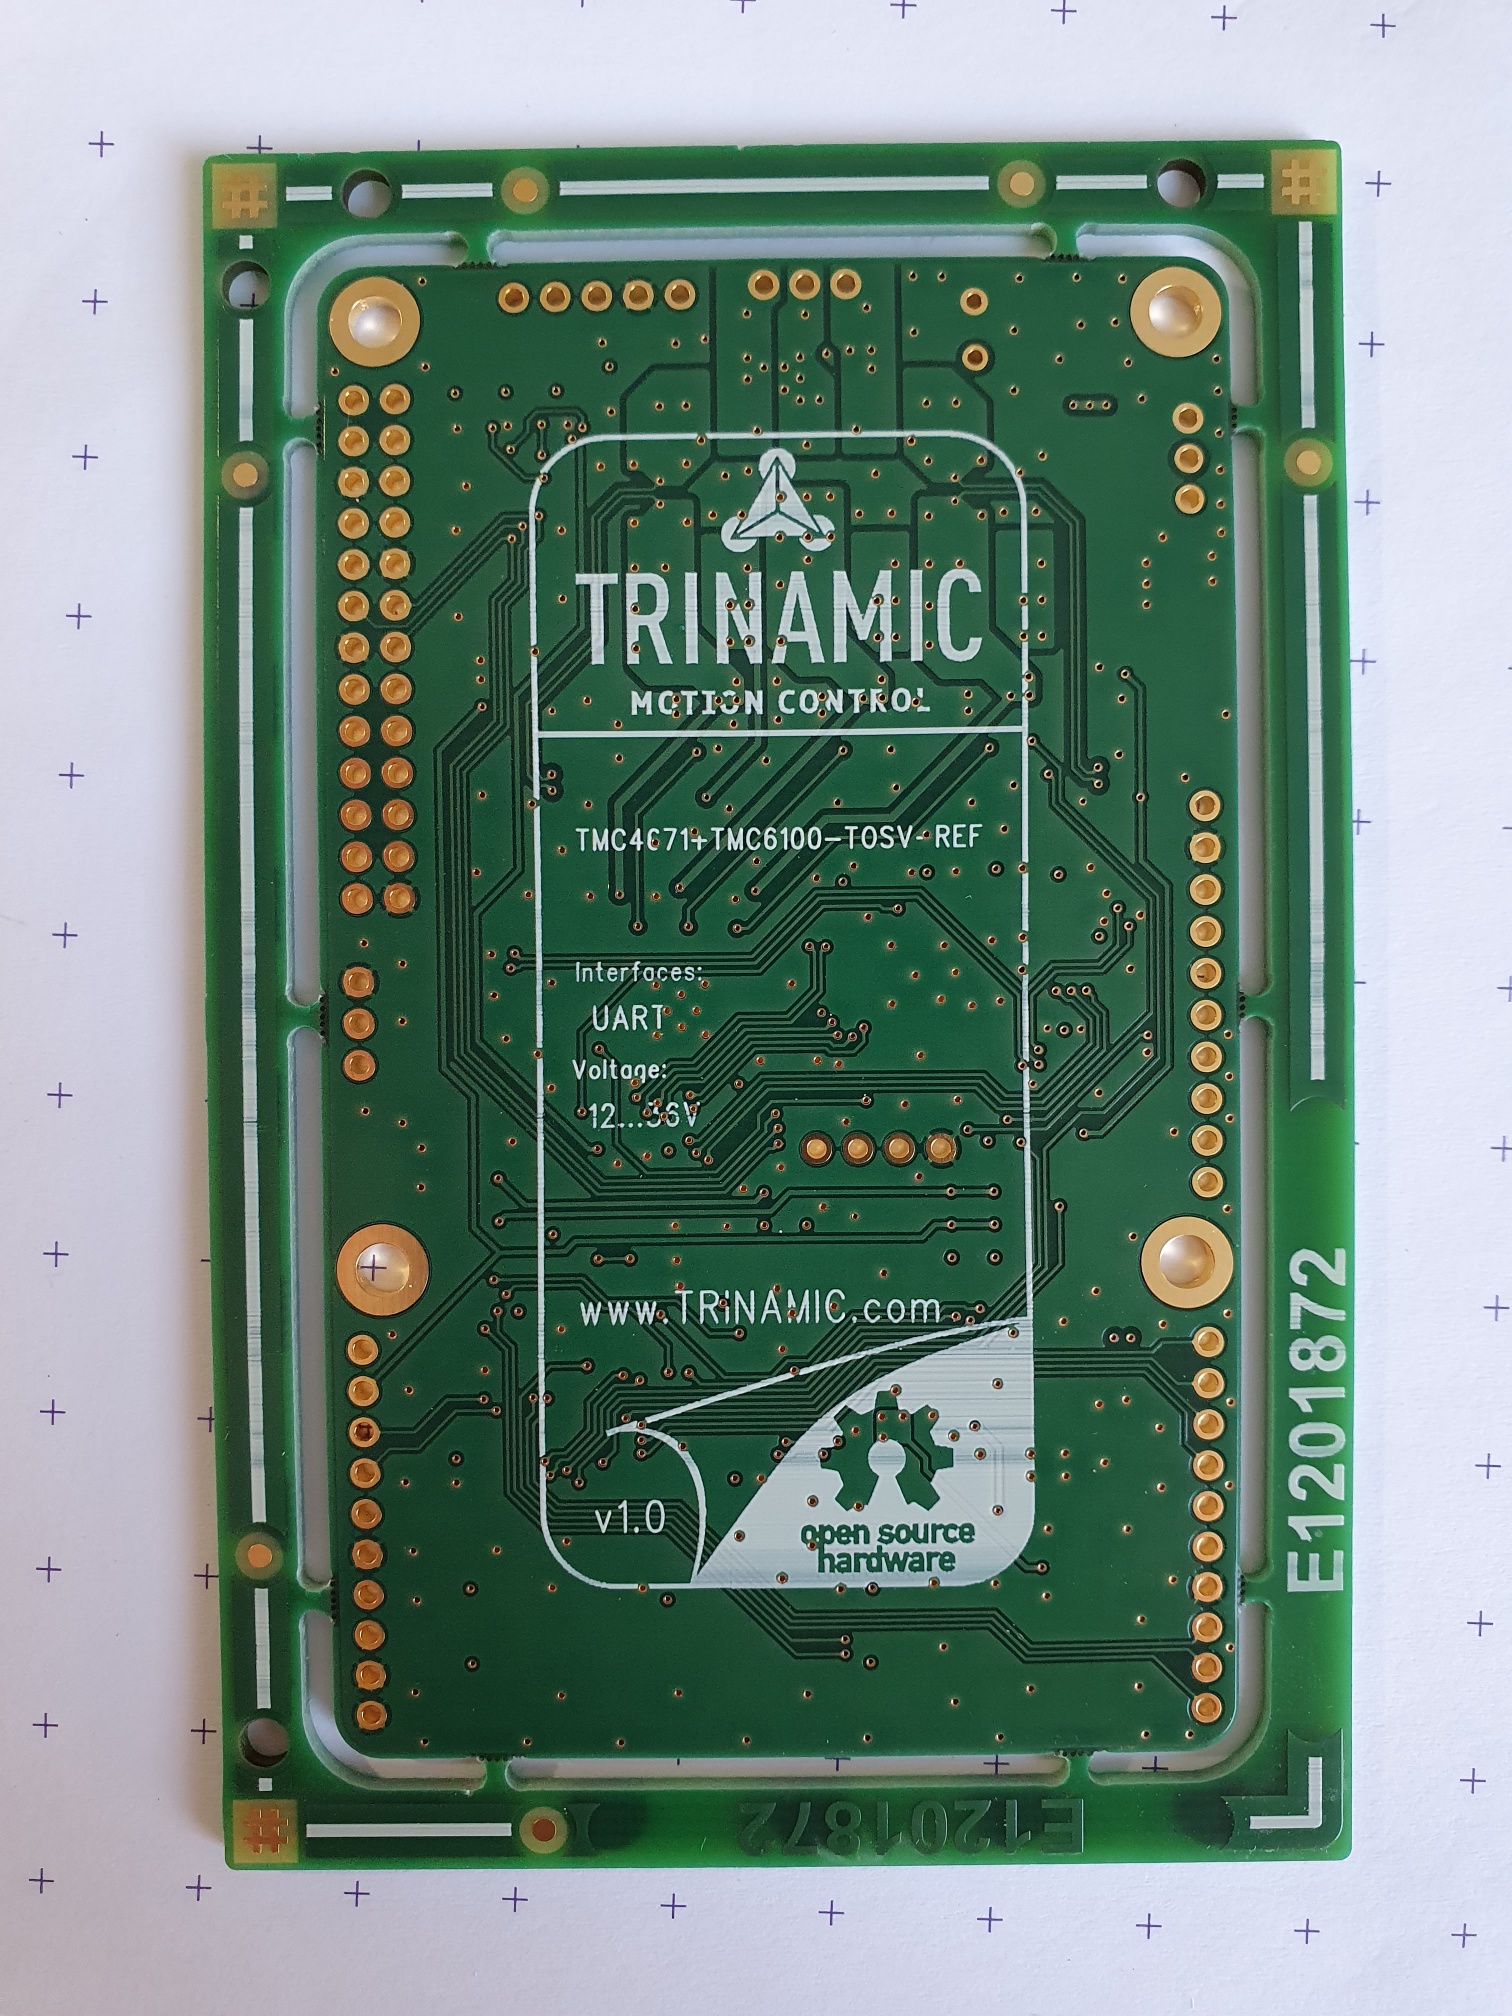 TRINAMIC
MOTION CONTROL
TMC4671+TMC6100-TOSV-REF
Interfaces:
UART
Voltage:
12...36V
www.TRINAMIC.com
v1.0
open source
hardware
E1201872
E1201872